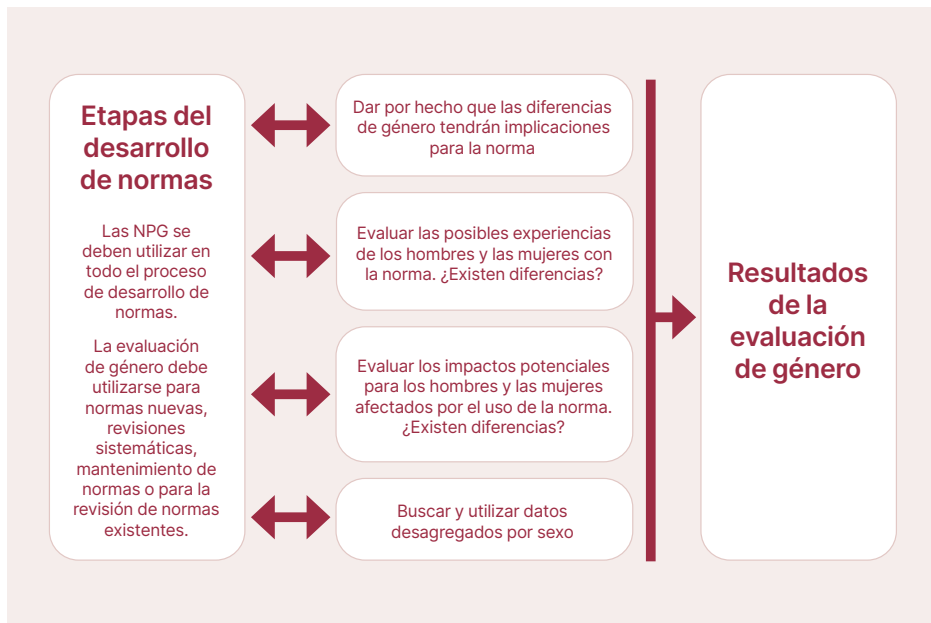 Etapas del
desarrollo
de normas
Las NPG se
deben utilizar en
todo el proceso
de desarrollo de
normas.
La evaluación
de género debe
utilizarse para
normas nuevas,
revisiones
sistemáticas,
mantenimiento de
normas o para la
revisión de normas
existentes.
Dar por hecho que las diferencias
de género tendrán implicaciones
para la norma
Evaluar las posibles experiencias
de los hombres y las mujeres con
la norma. ¿Existen diferencias?
Evaluar los impactos potenciales
para los hombres y las mujeres
afectados por el uso de la norma.
¿Existen diferencias?
Buscar y utilizar datos
desagregados por sexo
Resultados
de la
evaluación
de género